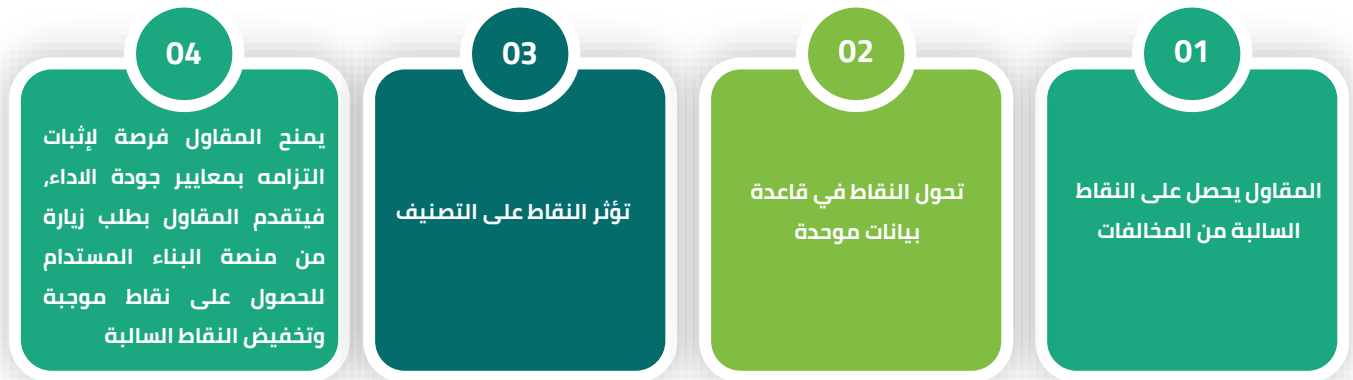 01
المقاول يحصل على النقاط
السالبة من المخالفات
02
تحول النقاط في قاعدة
بيانات موحدة
03
تؤثر النقاط على التصنيف
04
يمنح المقاول فرصة لإثبات
التزامه بمعايير جودة الاداء,
فيتقدم المقاول بطلب زيارة
من منصة البناء المستدام
للحصول على نقاط موجبة
وتخفيض النقاط السالبة